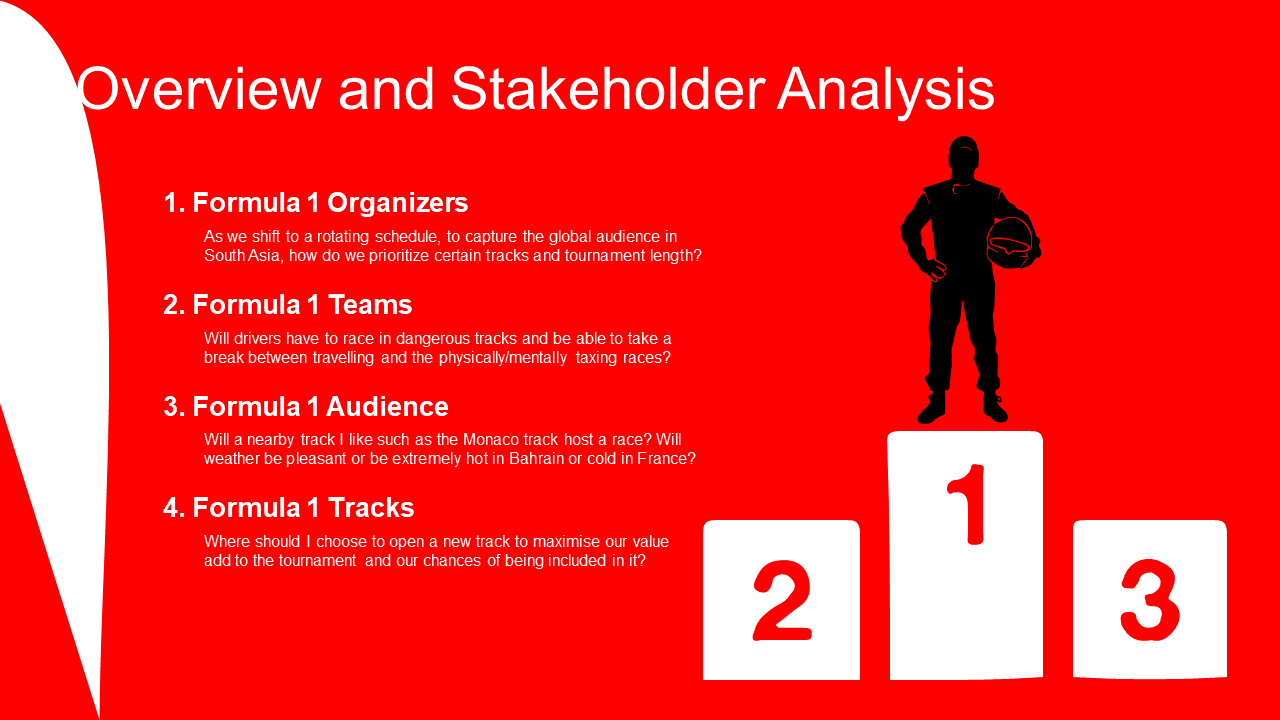 Overview and Stakeholder Analysis
1. Formula 1 Organizers
As we shift to a rotating schedule, to capture the global audience in
South Asia, how do we prioritize certain tracks and tournament length?
2. Formula 1 Teams
Will drivers have to race in dangerous tracks and be able to take a
break between travelling and the physically/mentally taxing races?
3. Formula 1 Audience
Will a nearby track I like such as the Monaco track host a race? Will
weather be pleasant or be extremely hot in Bahrain or cold in France?
4. Formula 1 Tracks
Where should I choose to open a new track to maximise our value
add to the tournament and our chances of being included in it?
2
1
3